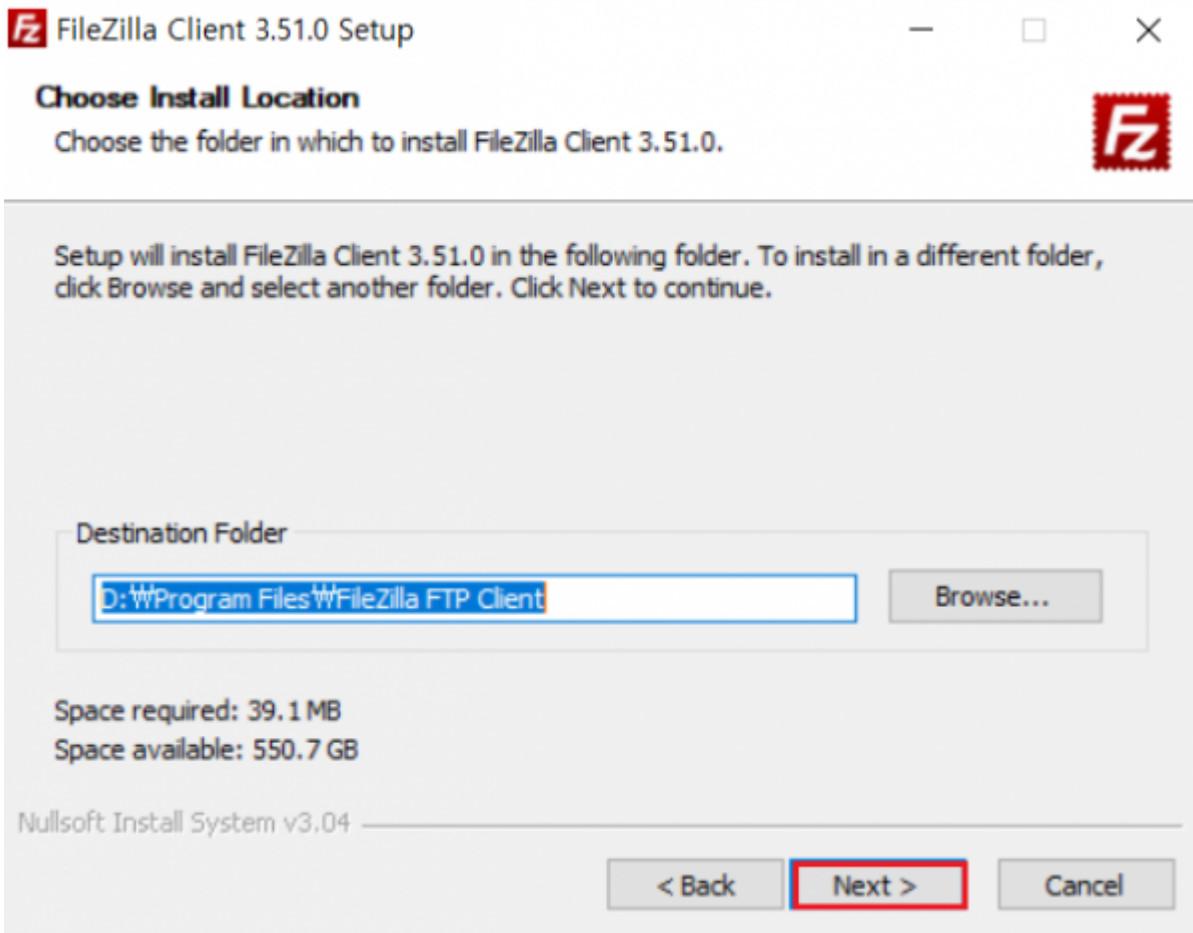 Fz FileZilla Client 3.51.0 Setup
Choose Install Location
Choose the folder in which to install FileZilla Client 3.51.0.
Fz
Setup will install FileZilla Client 3.51.0 in the following folder. To install in a different folder,
click Browse and select another folder. Click Next to continue.
Destination Folder
D:₩Program Files₩FileZilla FTP Client
Browse...
Space required: 39.1 MB
Space available: 550.7 GB
Nullsoft Install System v3.04
< Back Next > Cancel